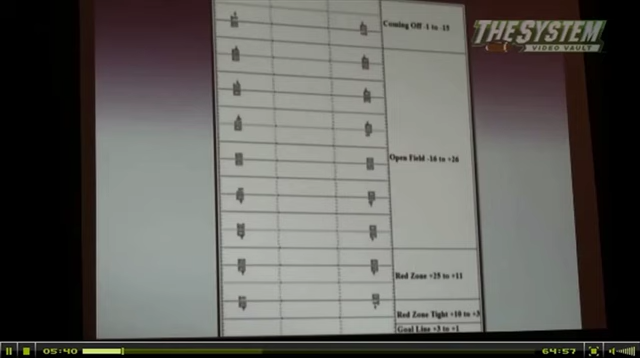 THE SYSTEM
VIDEO VAULT
Coming Off -1 to -15
Open Field -16 to +26
Red Zone +25 to +11
Red Zone Tight +10 to +3
Goal Line +3 to +1
05:40
64:57